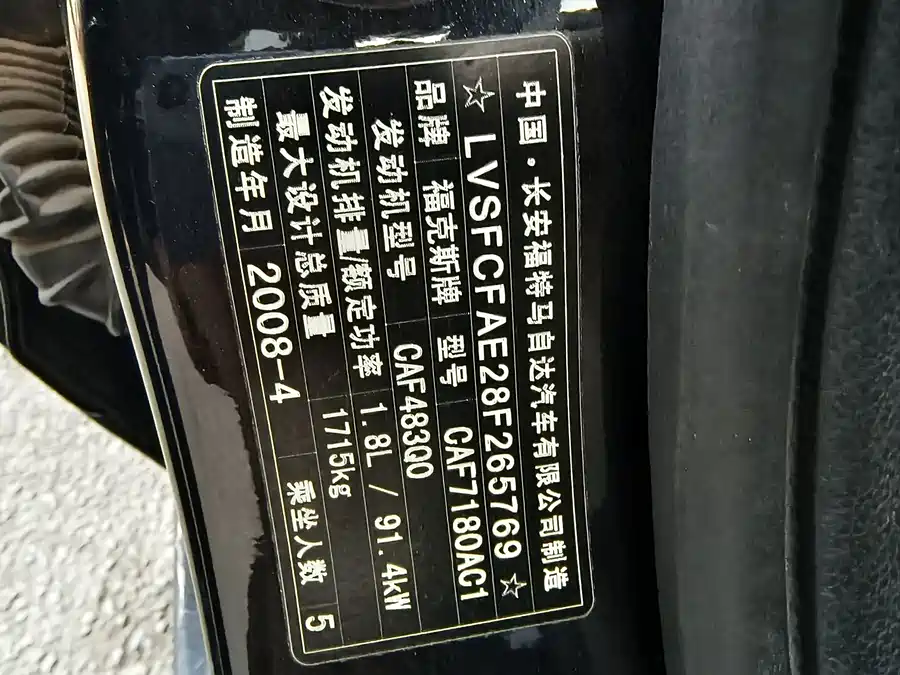 中国·长安福特马自达汽车有限公司制造
☆ LVSFCFAE28F265769 ☆
品牌 福克斯牌 型号 CAF7180AC1
发动机型号 CAF483Q0
发动机排量/额定功率 1.8L / 91.4kW
最大设计总质量 1715kg
制造年月 2008-4 乘坐人数 5